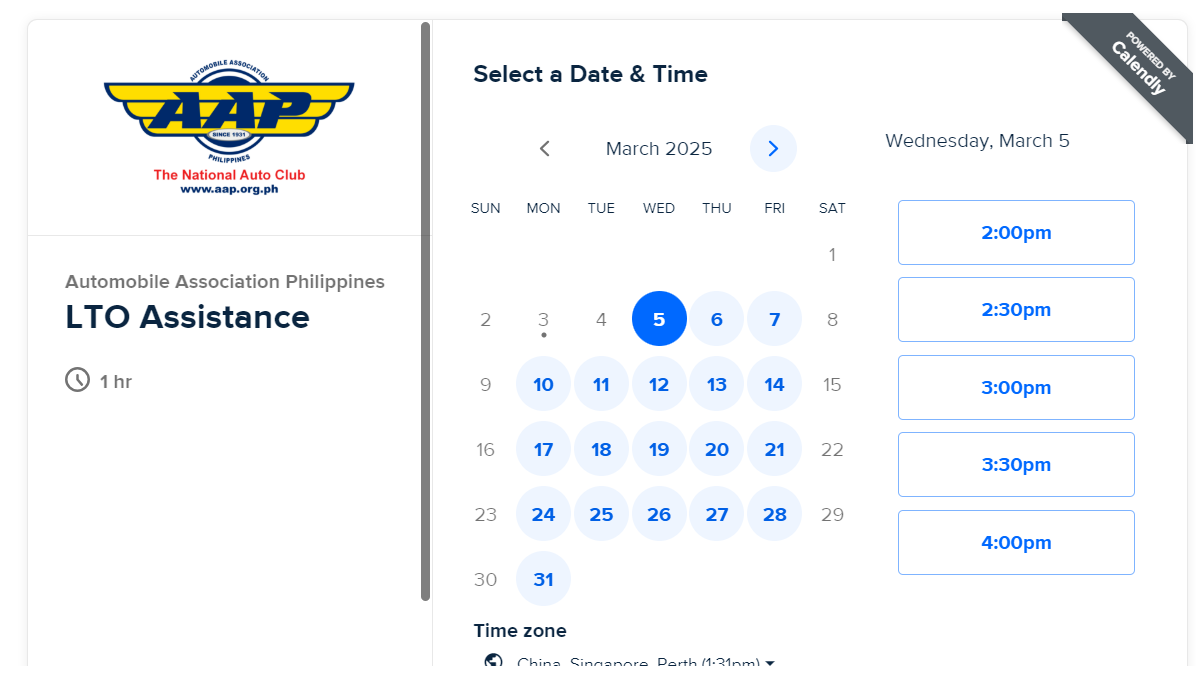 AUTOMOBILE ASSOCIATION
AAP
SINCE 1931
PHILIPPINES
The National Auto Club
www.aap.org.ph
Automobile Association Philippines
LTO Assistance
1 hr
Select a Date & Time
March 2025
SUN MON TUE WED THU FRI SAT
1
2 3 4 5 6 7 8
9 10 11 12 13 14 15
16 17 18 19 20 21 22
23 24 25 26 27 28 29
30 31
Time zone
China, Singapore, Perth (1:31pm)
Wednesday, March 5
2:00pm
2:30pm
3:00pm
3:30pm
4:00pm
POWERED BY
Calendly